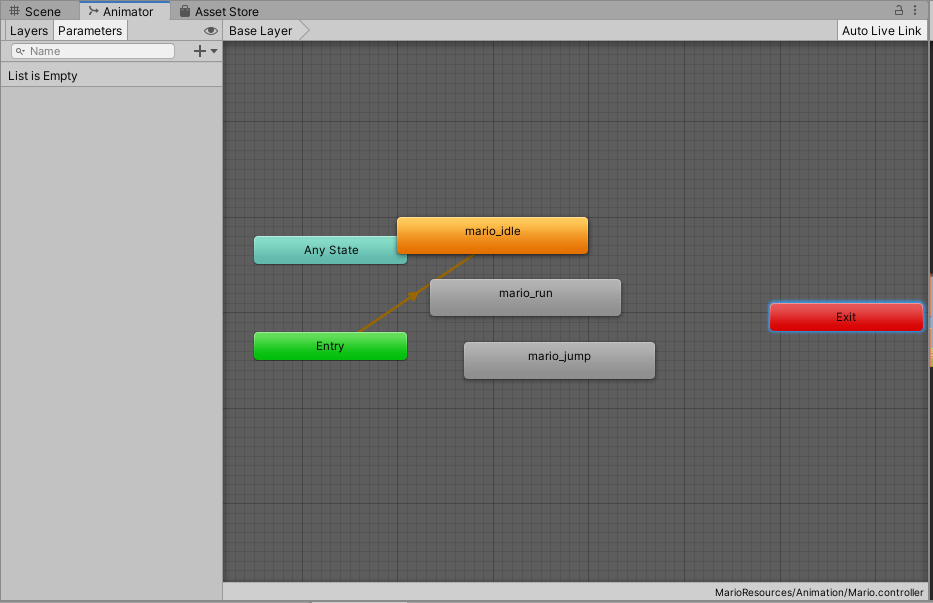 Scene
Animator
Asset Store
Layers
Parameters
Base Layer
Auto Live Link
Name
List is Empty
mario_idle
Any State
mario_run
Exit
Entry
mario_jump
MarioResources/Animation/Mario.controller